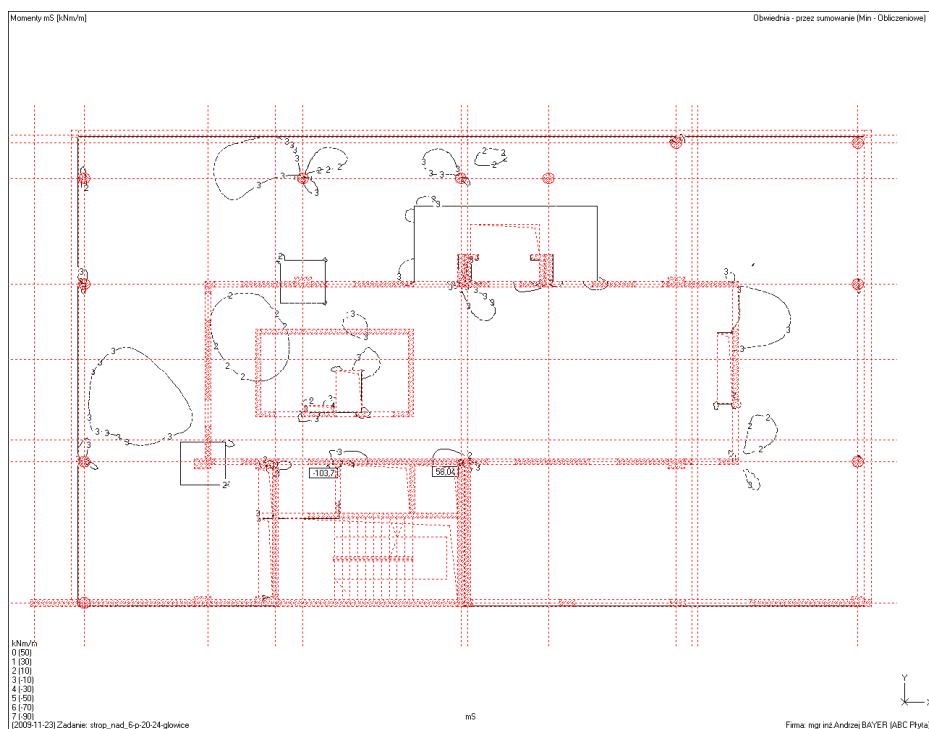 Momenty mS [kNm/m]
Obwiednia - przez sumowanie (Min - Obliczeniowe)
-103,7
58,04
kNm/m
0 (50)
1 (30)
2 (10)
3 (-10)
4 (-30)
5 (-50)
6 (-70)
7 (-90)
Y
X
mS
(2009-11-23) Zadanie: strop_nad_6-p-20-24-glowice
Firma: mgr inż.Andrzej BAYER (ABC Płyta)